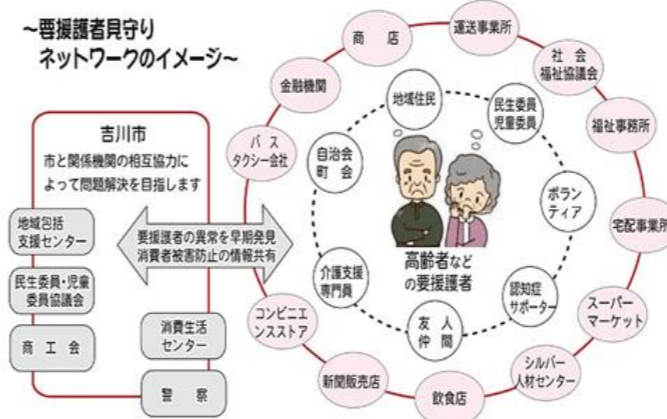 ~要援護者見守り
ネットワークのイメージ~
吉川市
市と関係機関の相互協力に
よって問題解決を目指します
地域包括
支援センター
民生委員・児童
委員協議会
商工会
消費生活
センター
警察
要援護者の異常を早期発見
消費者被害防止の情報共有
商店
運送事業所
社会
福祉協議会
福祉事務所
宅配事業所
スーパー
マーケット
シルバー
人材センター
飲食店
新聞販売店
コンビニエ
ンスストア
バス
タクシー会社
金融機関
地域住民
民生委員
児童委員
ボラン
ティア
認知症
サポーター
友人
仲間
介護支援
専門員
自治会
町会
高齢者など
の要援護者